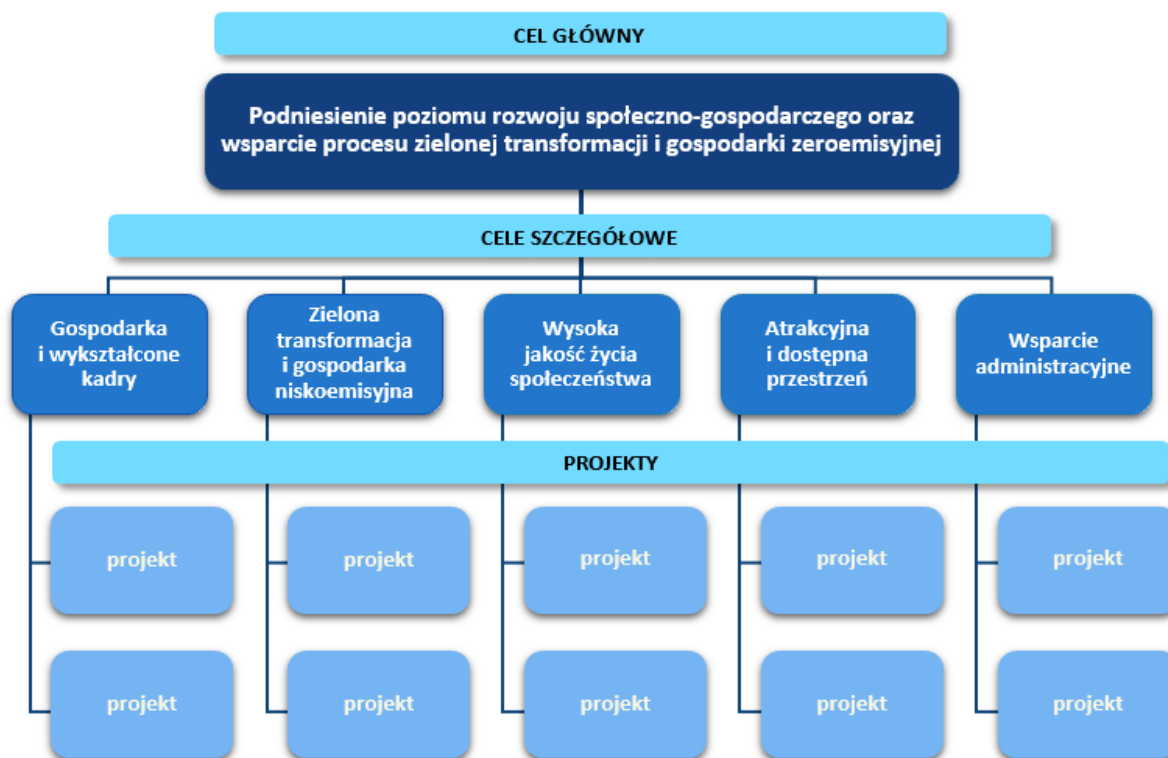 CEL GŁÓWNY
Podniesienie poziomu rozwoju społeczno-gospodarczego oraz
wsparcie procesu zielonej transformacji i gospodarki zeroemisyjnej
CELE SZCZEGÓŁOWE
Gospodarka
i wykształcone
kadry
Zielona
transformacja
i gospodarka
niskoemisyjna
Wysoka
jakość życia
społeczeństwa
Atrakcyjna
i dostępna
przestrzeń
Wsparcie
administracyjne
PROJEKTY
projekt
projekt
projekt
projekt
projekt
projekt
projekt
projekt
projekt
projekt